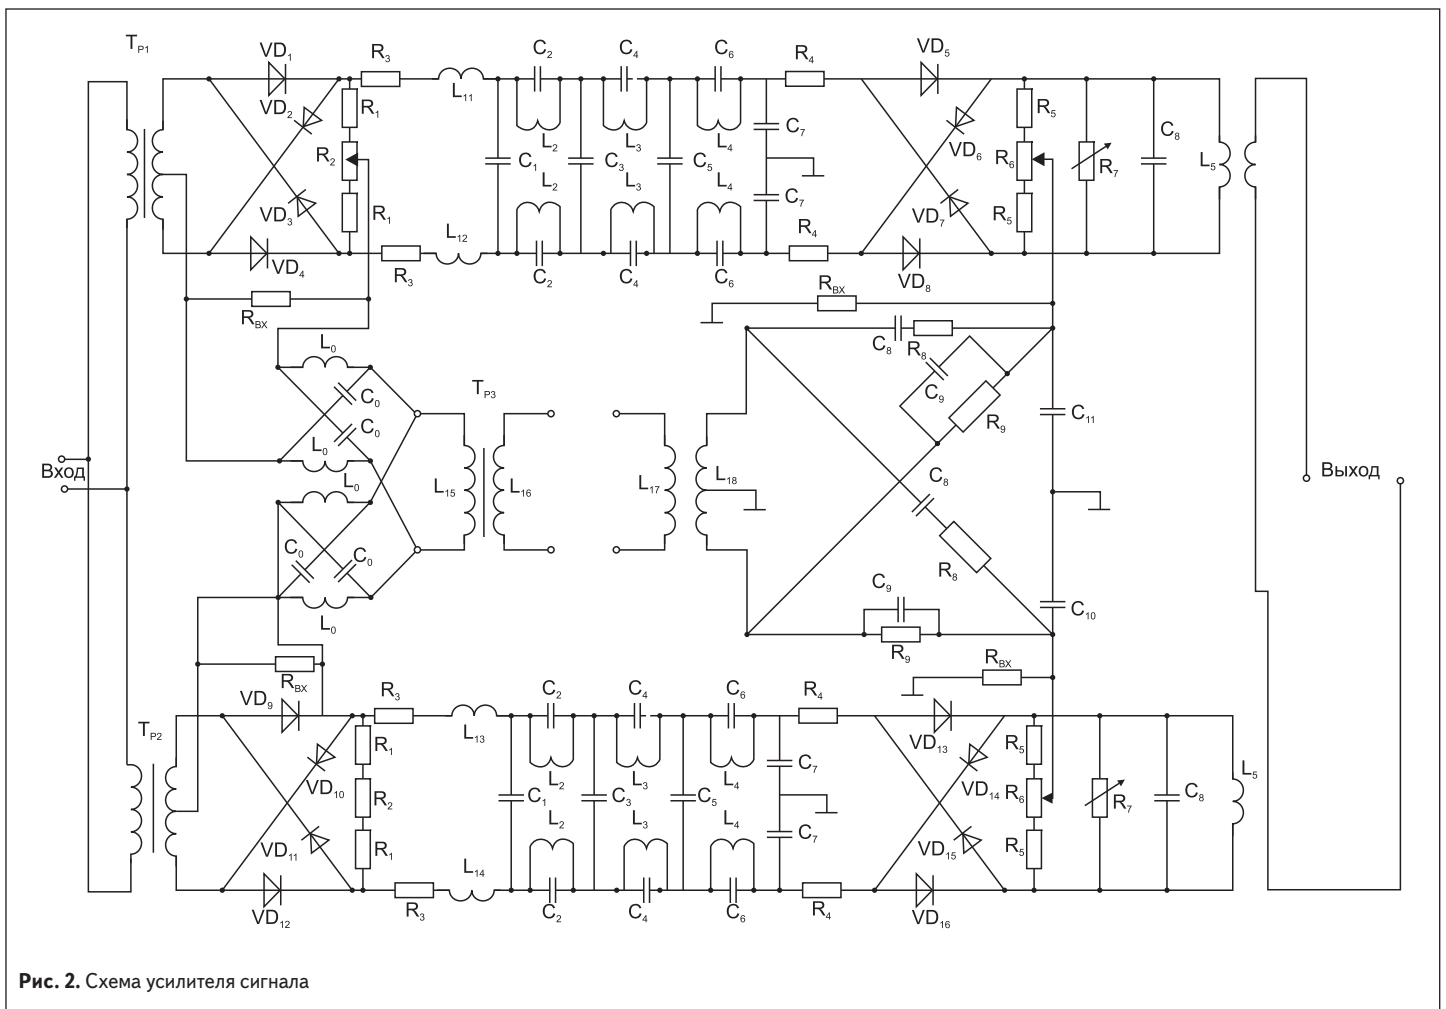 T_P1 VD_1 R_3 C_2 C_4 C_6 R_4 VD_5
VD_2 R_1 L_11 C_7 R_5 C_8
L_2 L_3 L_4 VD_6
R_2 C_1 C_3 C_5 R_6 R_7 L_5
L_2 L_3 L_4
VD_3 R_1 C_7 VD_7 R_5
L_12 R_4
VD_4 R_3 C_2 C_4 C_6 VD_8
R_ВХ R_ВХ
L_0 C_8 R_8
C_0 T_P3 C_9 C_11
C_0 R_9
L_0
Вход L_0 L_15 L_16 L_17 L_18 C_8 Выход
C_0 C_0 R_8
C_9 C_10
L_0
R_9 R_ВХ
R_ВХ
VD_9 R_3 C_2 C_4 C_6 R_4
T_P2 L_13 VD_13
R_1 C_7 R_5 L_5
VD_10 L_2 L_3 L_4 VD_14
R_2 C_1 C_3 C_5 R_6 R_7 C_8
L_2 L_3 L_4
VD_11 R_1 C_7 VD_15 R_5
L_14
VD_12 R_3 C_2 C_4 C_6 R_4 VD_16
Рис. 2. Схема усилителя сигнала